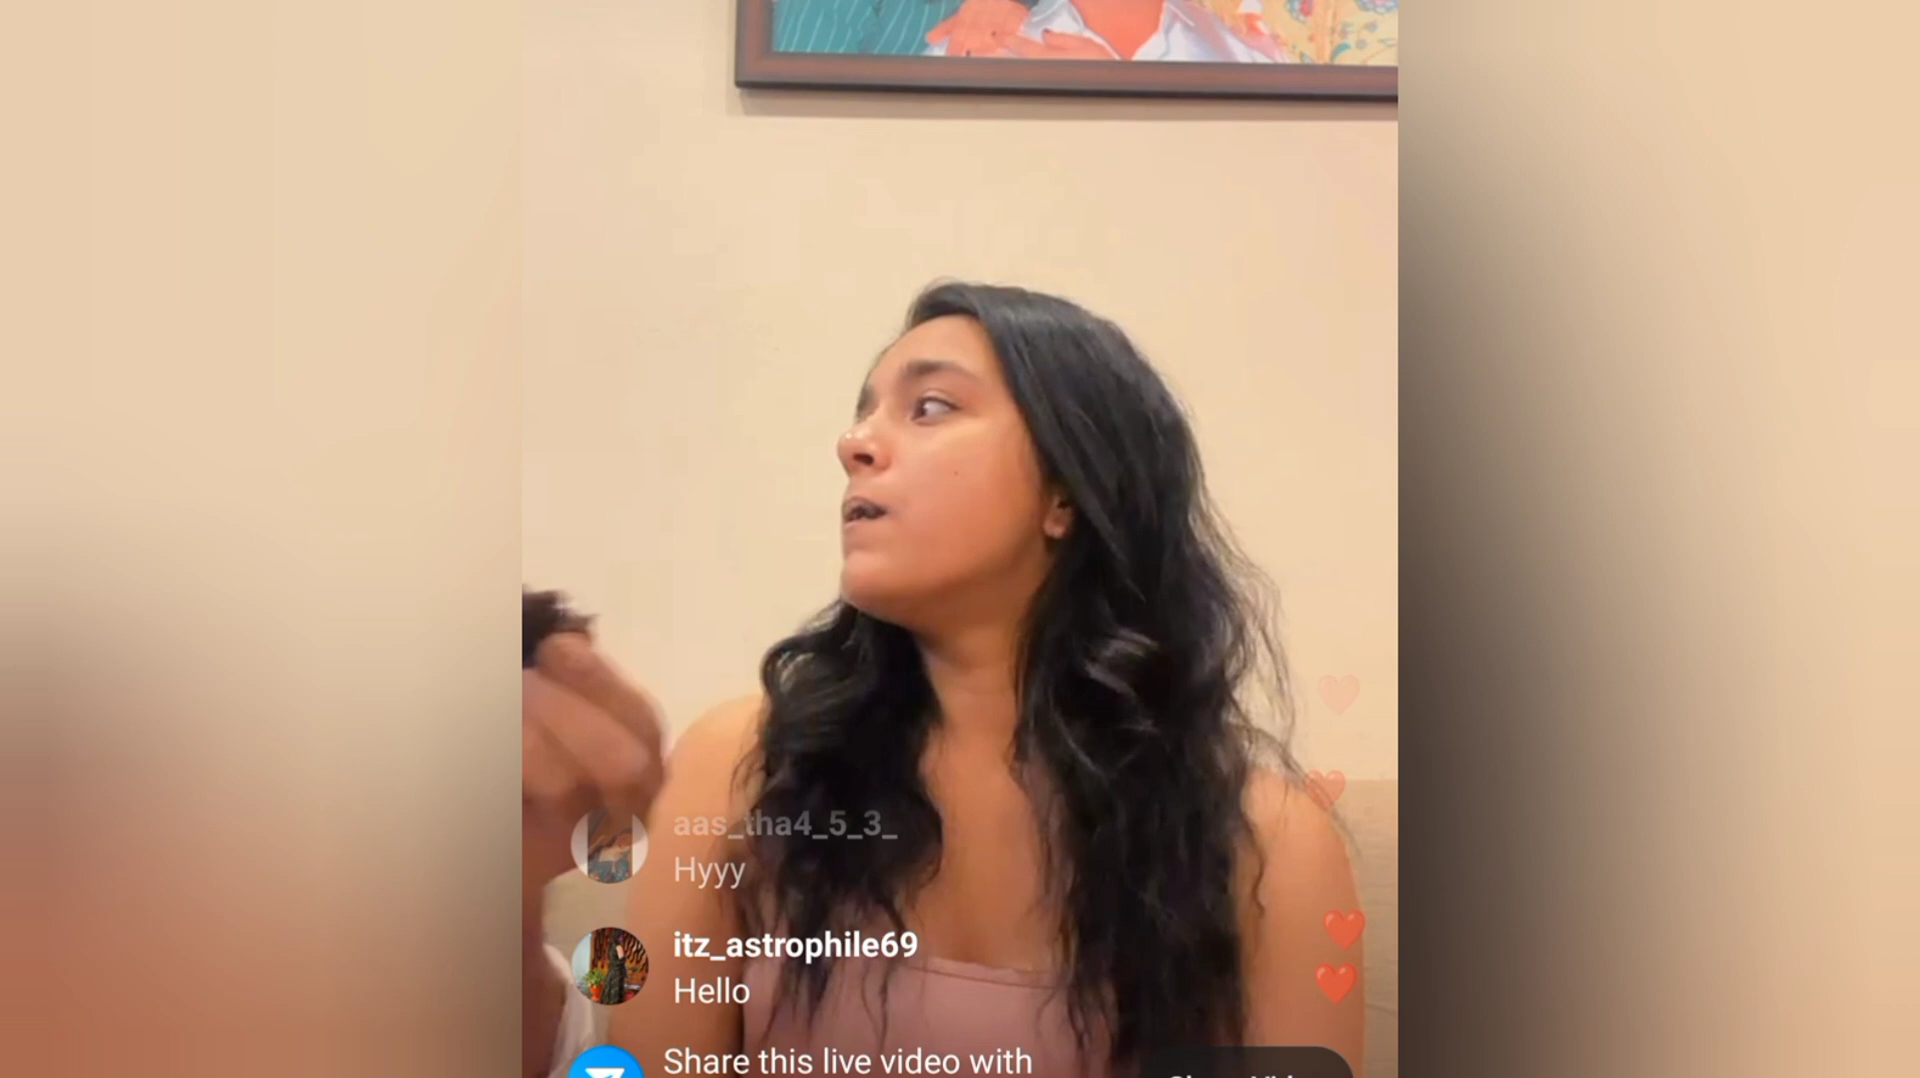 aas_tha4_5_3_
Hyyy
itz_astrophile69
Hello
Share this live video with